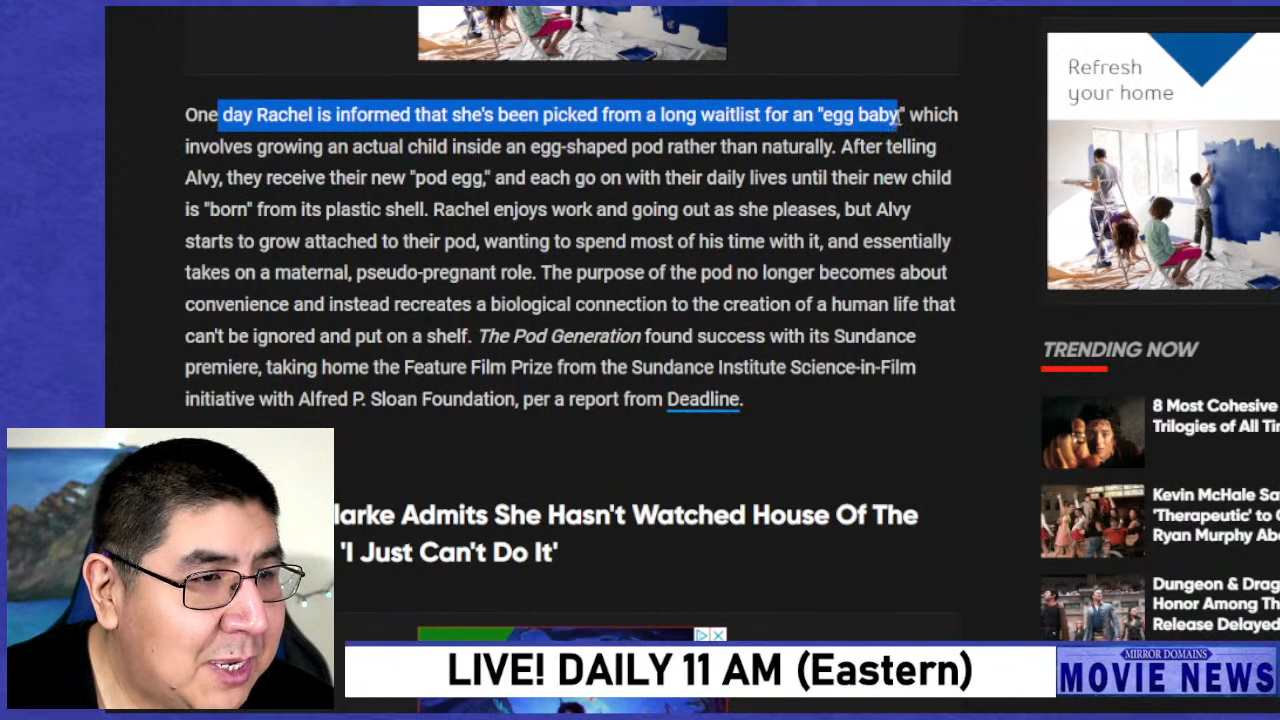 One day Rachel is informed that she's been picked from a long waitlist for an "egg baby," which
involves growing an actual child inside an egg-shaped pod rather than naturally. After telling
Alvy, they receive their new "pod egg," and each go on with their daily lives until their new child
is "born" from its plastic shell. Rachel enjoys work and going out as she pleases, but Alvy
starts to grow attached to their pod, wanting to spend most of his time with it, and essentially
takes on a maternal, pseudo-pregnant role. The purpose of the pod no longer becomes about
convenience and instead recreates a biological connection to the creation of a human life that
can't be ignored and put on a shelf. The Pod Generation found success with its Sundance
premiere, taking home the Feature Film Prize from the Sundance Institute Science-in-Film
initiative with Alfred P. Sloan Foundation, per a report from Deadline.
larke Admits She Hasn't Watched House Of The
'I Just Can't Do It'
Refresh
your home
TRENDING NOW
8 Most Cohesive
Trilogies of All Ti
Kevin McHale Sa
'Therapeutic' to
Ryan Murphy Ab
Dungeon & Drag
Honor Among Th
Release Delayed
LIVE! DAILY 11 AM (Eastern)
MIRROR DOMAINS
MOVIE NEWS